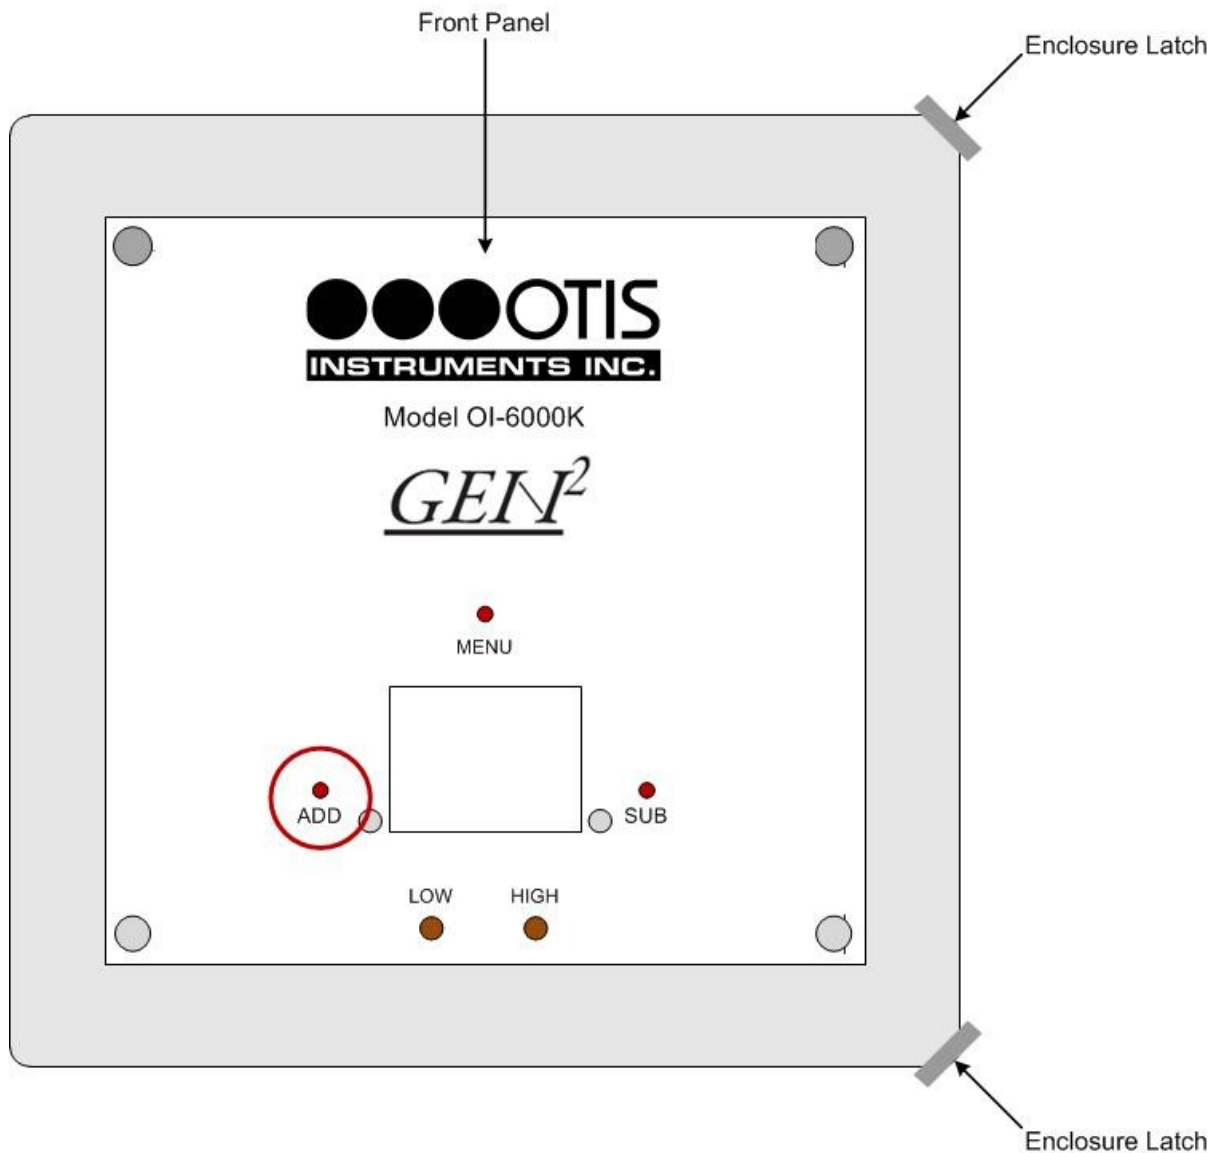 Front Panel
Enclosure Latch
OTIS
INSTRUMENTS INC.
Model OI-6000K
GEN²
MENU
ADD
SUB
LOW HIGH
Enclosure Latch